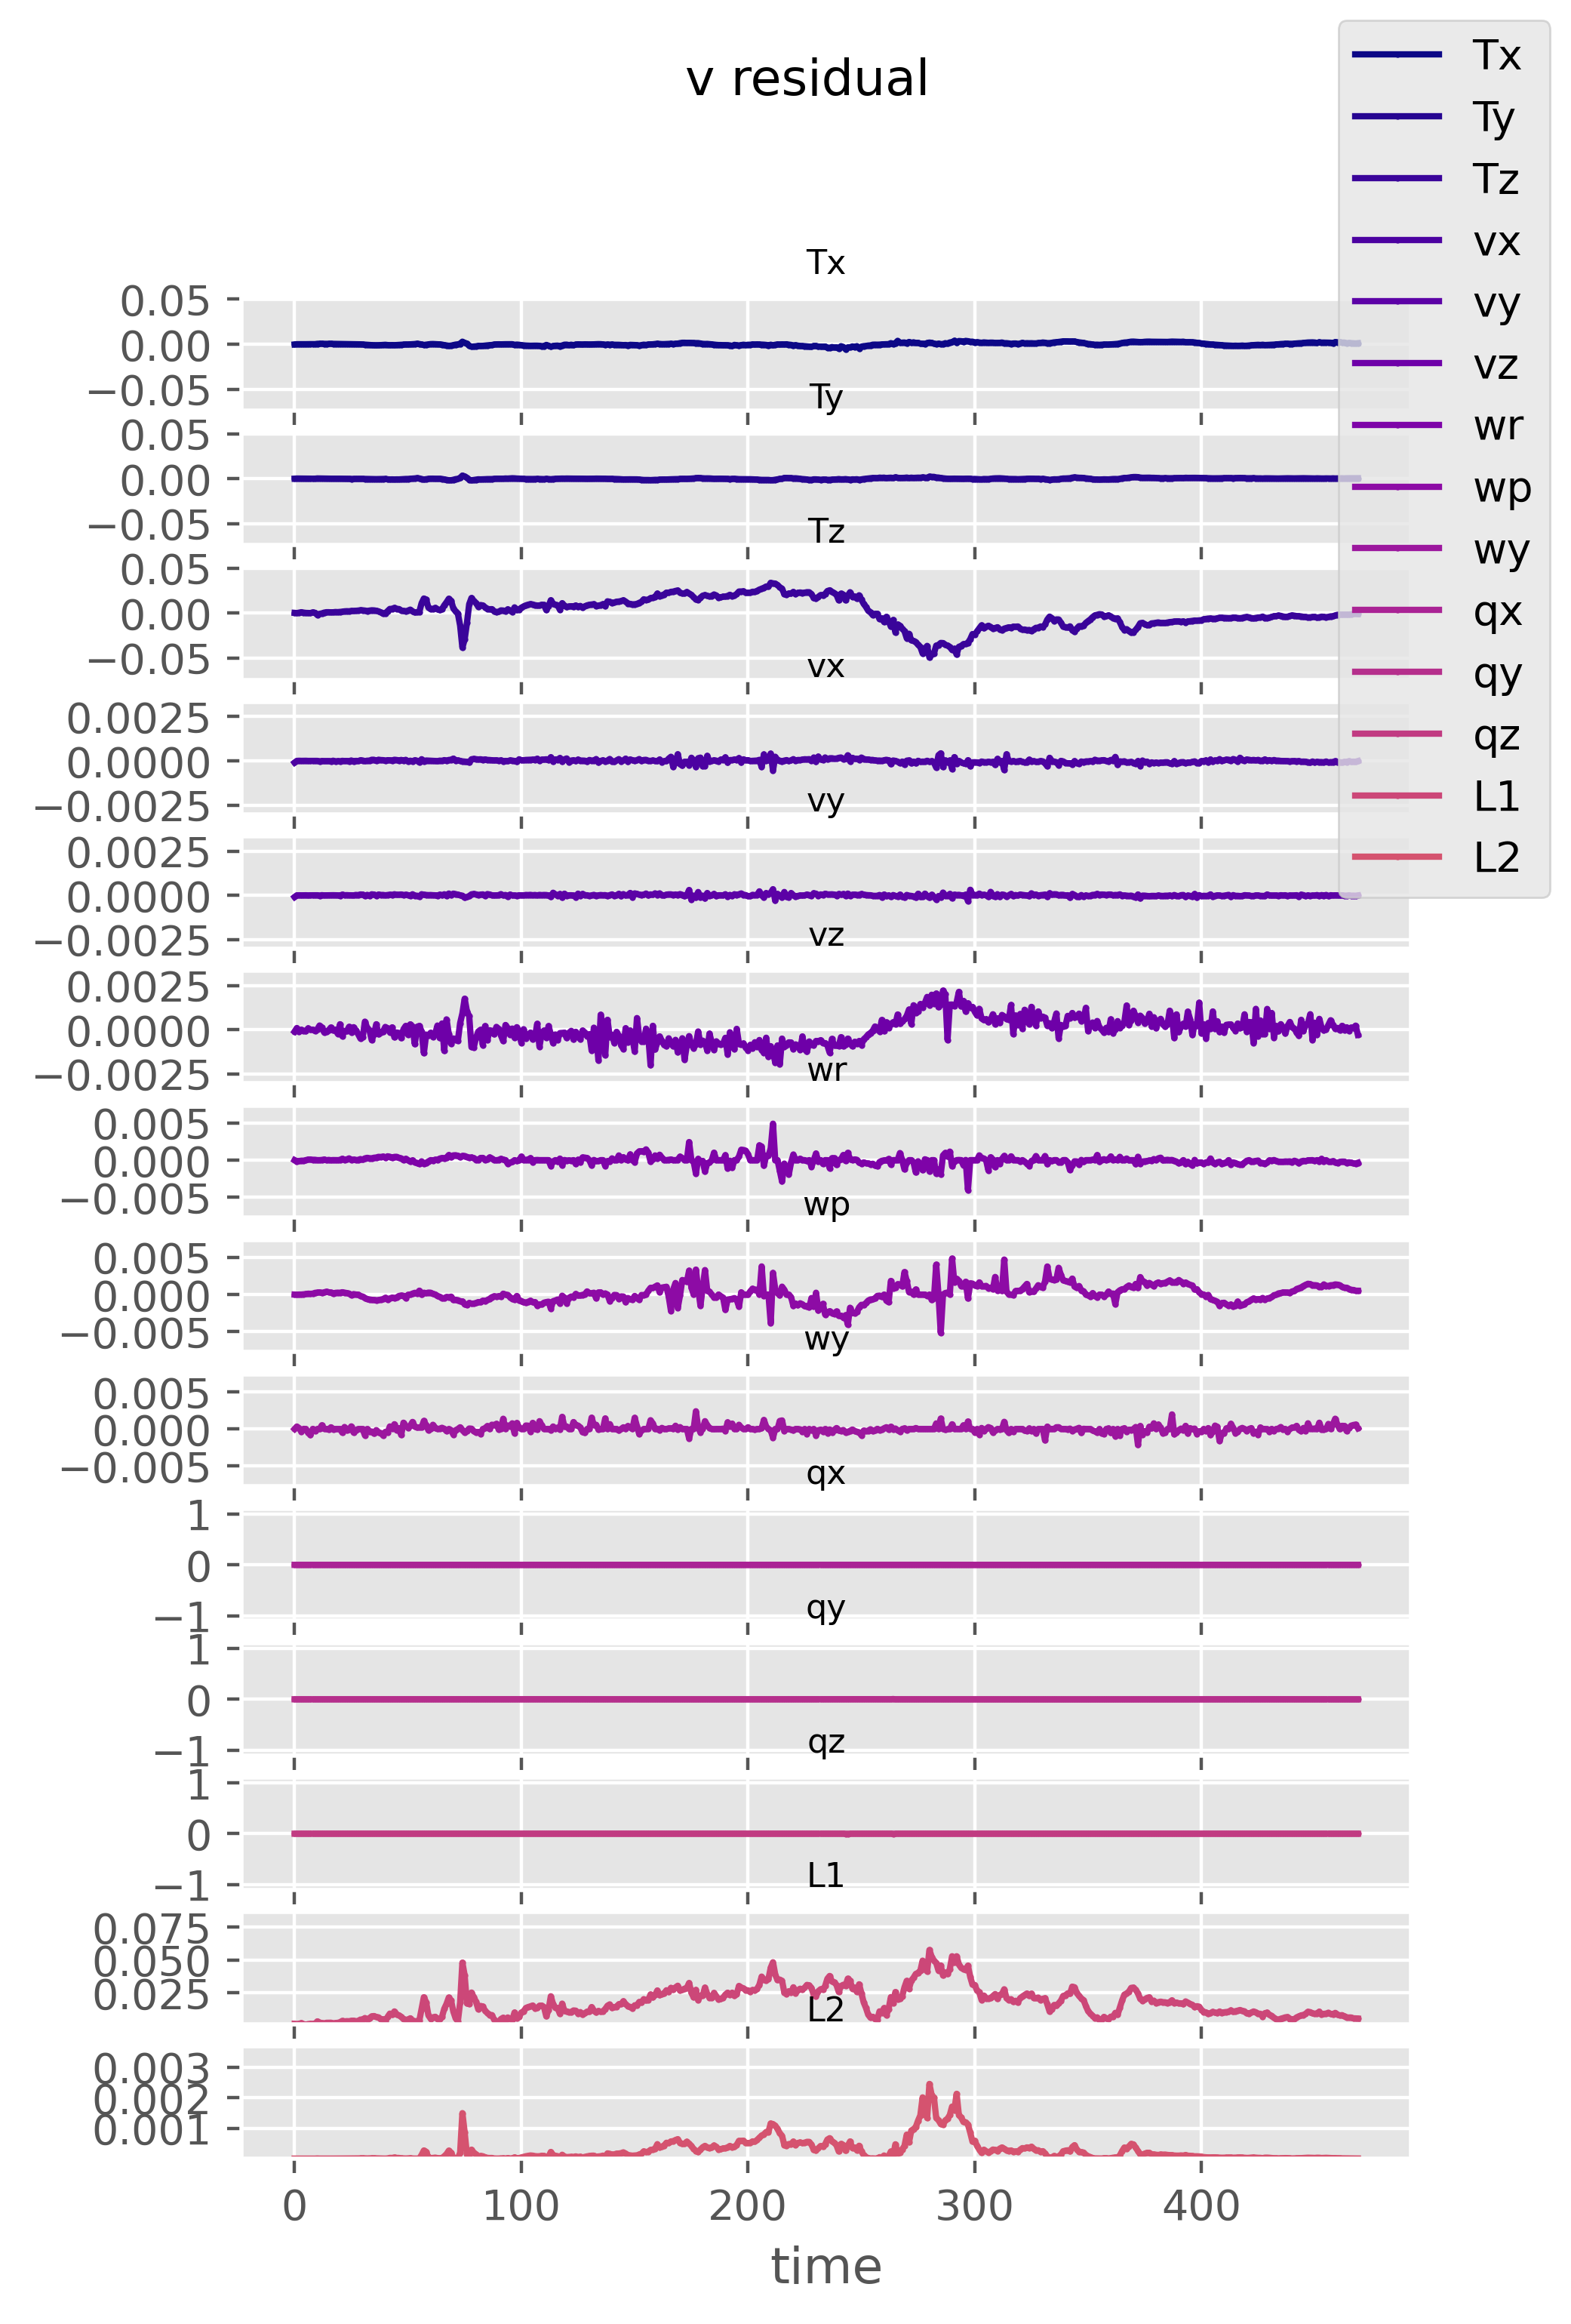 v residual
Tx
Ty
Tz
vx
vy
vz
wr
wp
wy
qx
qy
qz
L1
L2
Tx
0.05
0.00
−0.05
Ty
0.05
0.00
−0.05
Tz
0.05
0.00
−0.05
vx
0.0025
0.0000
−0.0025
vy
0.0025
0.0000
−0.0025
vz
0.0025
0.0000
−0.0025
wr
0.005
0.000
−0.005
wp
0.005
0.000
−0.005
wy
0.005
0.000
−0.005
qx
1
0
−1
qy
1
0
−1
qz
1
0
−1
L1
0.075
0.050
0.025
L2
0.003
0.002
0.001
0 100 200 300 400
time